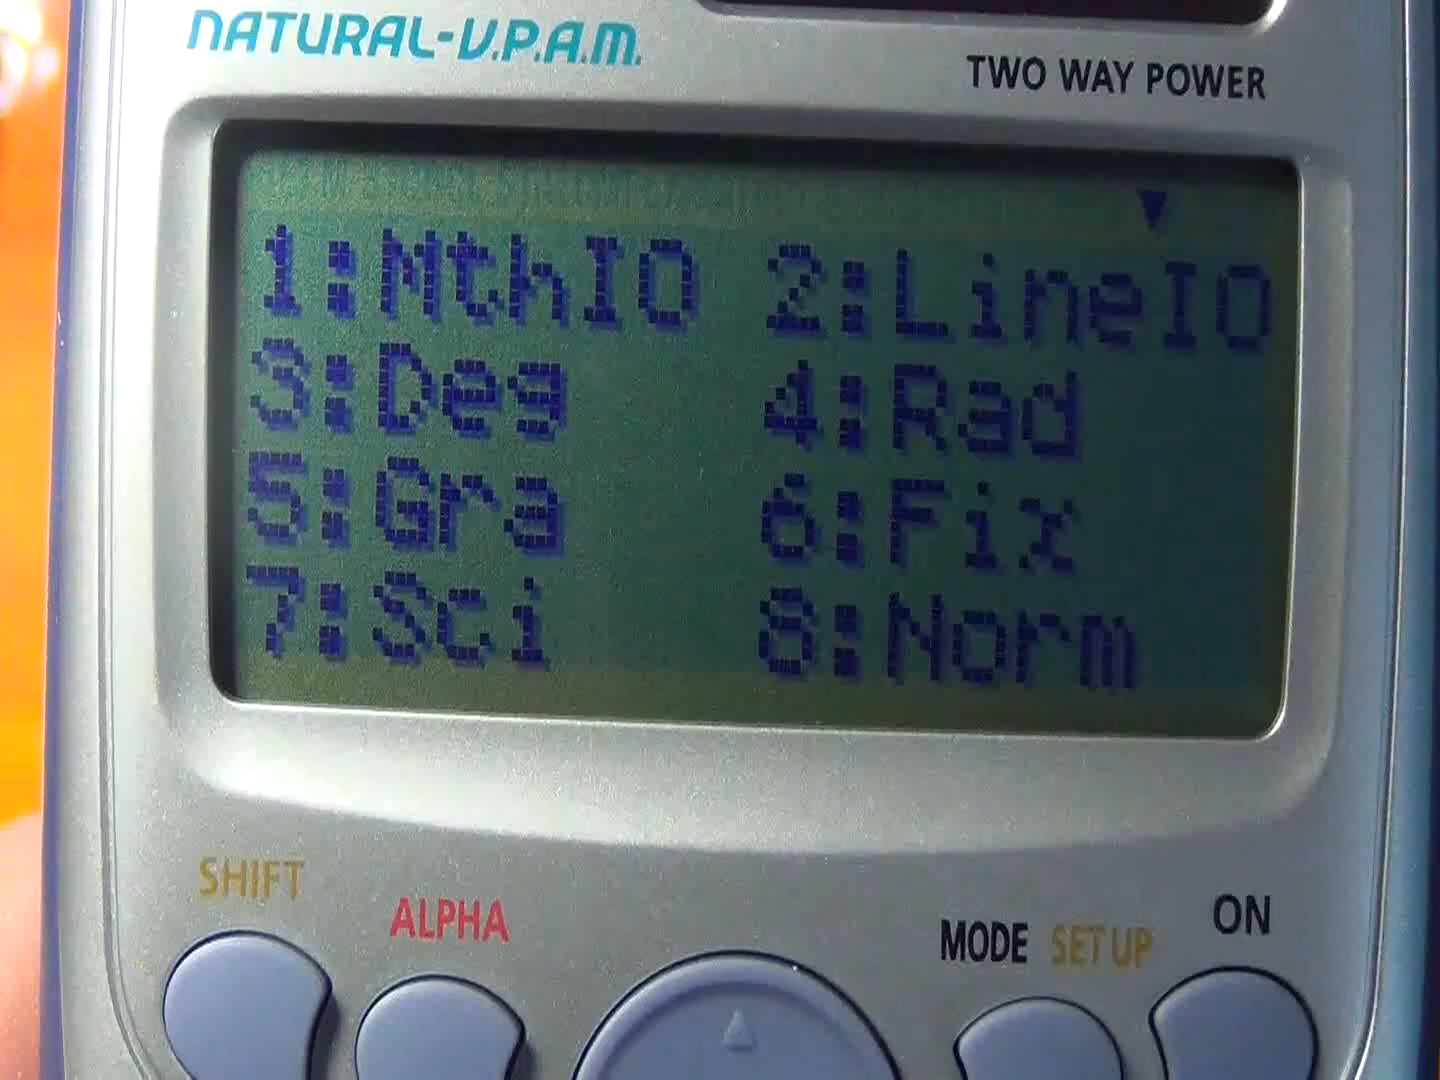 NATURAL-V.P.A.M.
TWO WAY POWER
1:MthIO 2:LineIO
3:Deg 4:Rad
5:Gra 6:Fix
7:Sci 8:Norm
SHIFT
ALPHA
MODE SETUP
ON